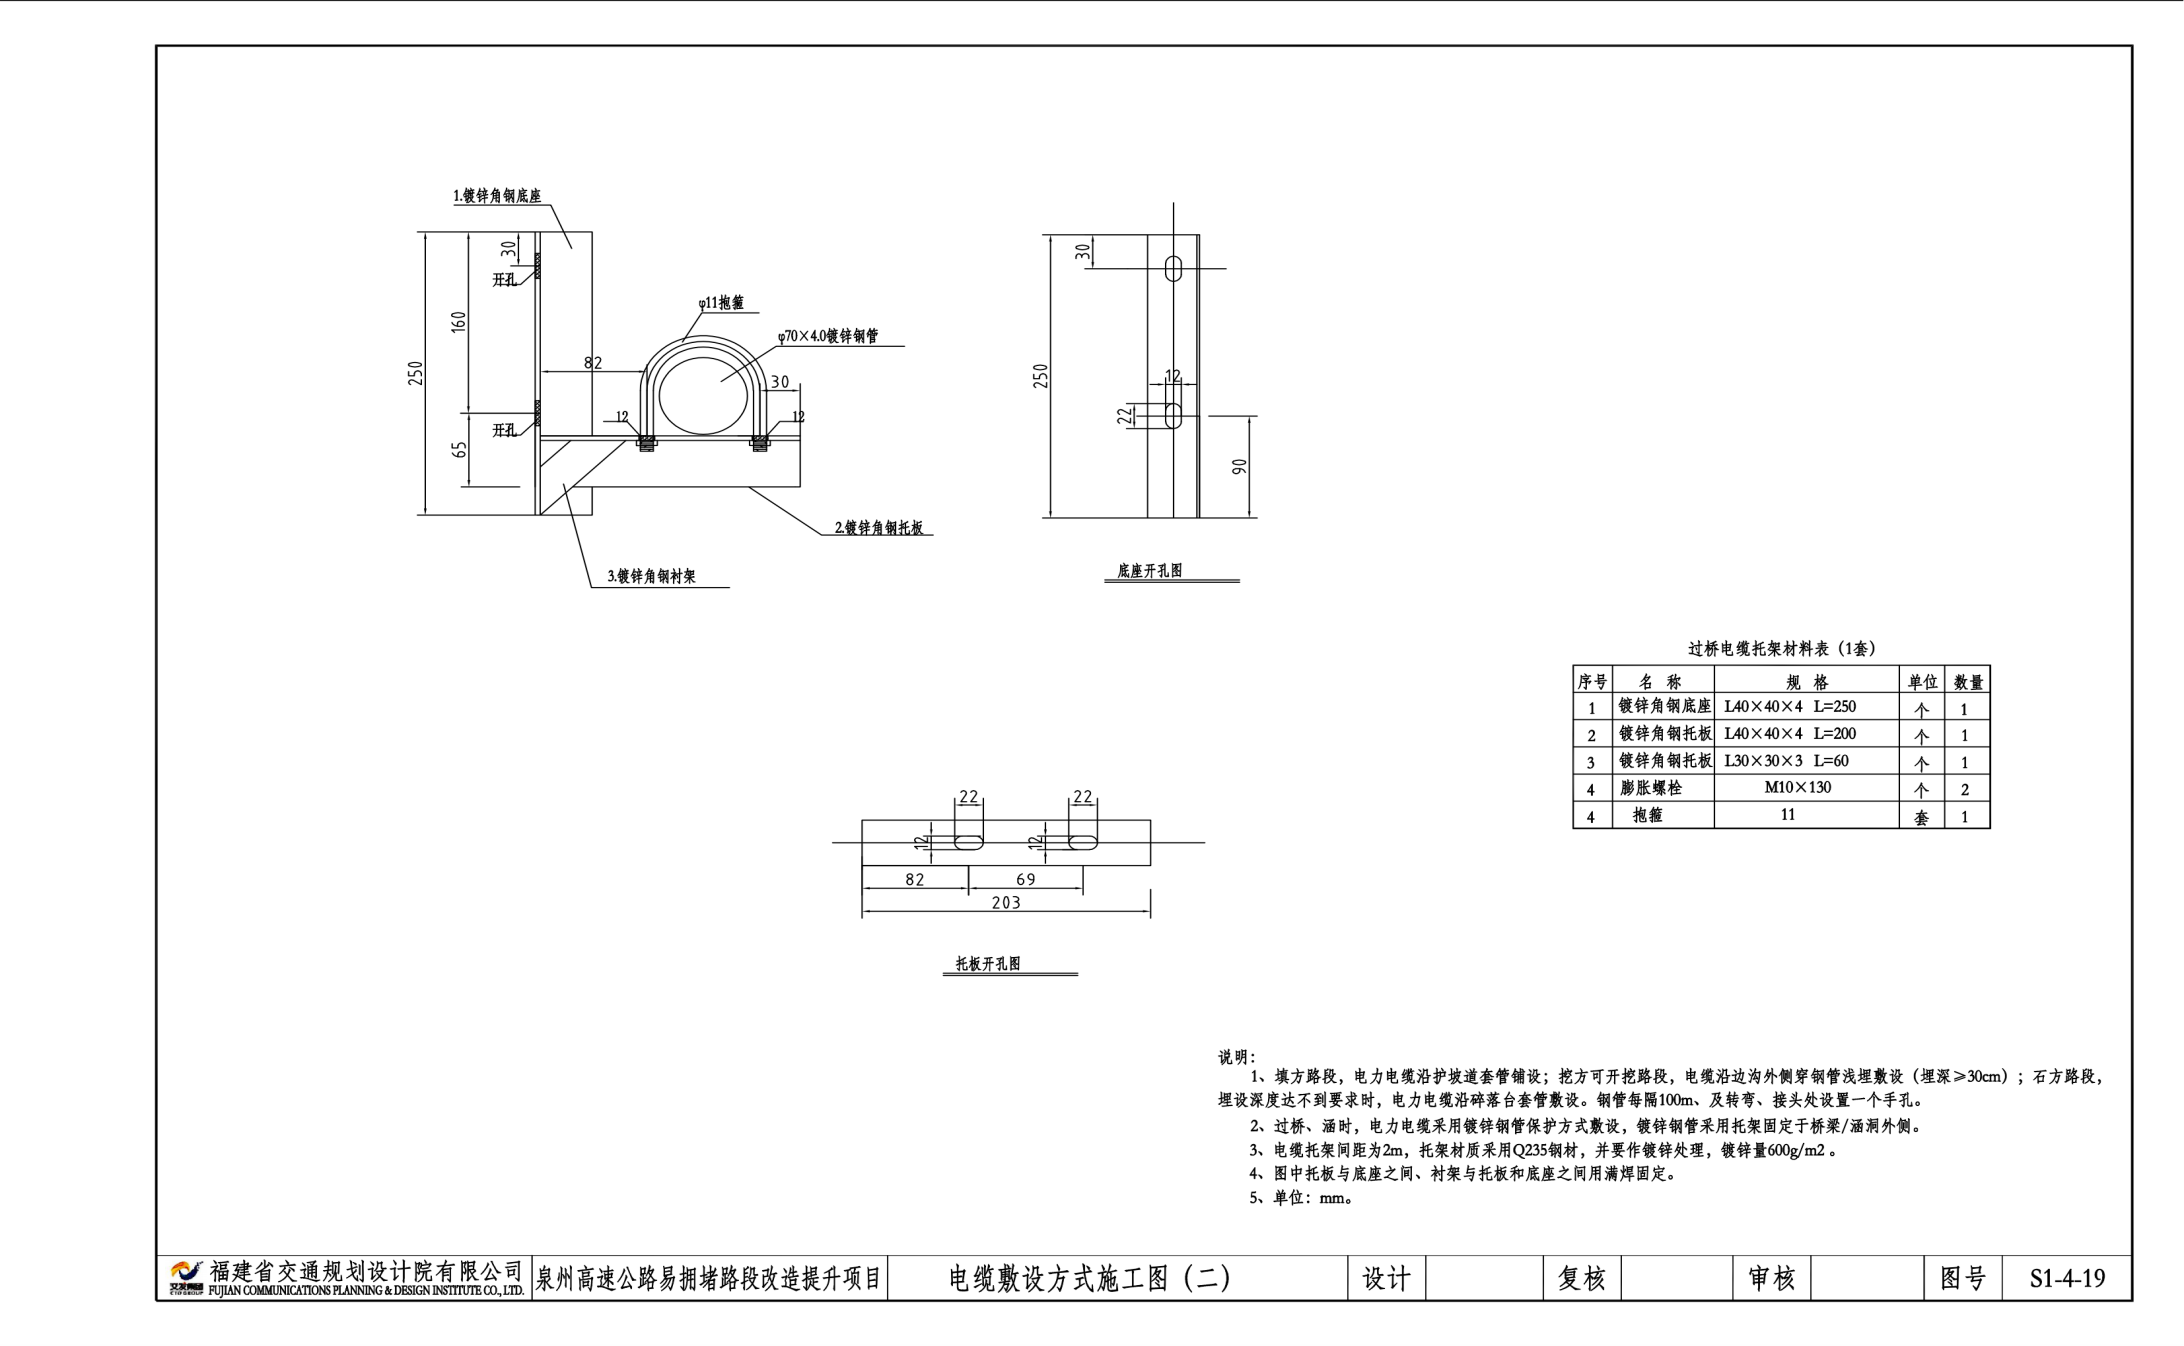 1.镀锌角钢底座
30
开孔
160
250
82
φ11抱箍
φ70×4.0镀锌钢管
30
12
12
开孔
65
2.镀锌角钢托板
3.镀锌角钢衬架
30
250
12
22
90
底座开孔图
过桥电缆托架材料表（1套）
序号 名 称 规 格 单位 数量
1 镀锌角钢底座 L40×40×4 L=250 个 1
2 镀锌角钢托板 L40×40×4 L=200 个 1
3 镀锌角钢托板 L30×30×3 L=60 个 1
4 膨胀螺栓 M10×130 个 2
4 抱箍 11 套 1
22 22
12 12
82 69
203
托板开孔图
说明：
1、填方路段，电力电缆沿护坡道套管铺设；挖方可开挖路段，电缆沿边沟外侧穿钢管浅埋敷设（埋深≥30cm）；石方路段，
埋设深度达不到要求时，电力电缆沿碎落台套管敷设。钢管每隔100m、及转弯、接头处设置一个手孔。
2、过桥、涵时，电力电缆采用镀锌钢管保护方式敷设，镀锌钢管采用托架固定于桥梁/涵洞外侧。
3、电缆托架间距为2m，托架材质采用Q235钢材，并要作镀锌处理，镀锌量600g/m2 。
4、图中托板与底座之间、衬架与托板和底座之间用满焊固定。
5、单位：mm。
交发集团
CTIP GROUP
福建省交通规划设计院有限公司
FUJIAN COMMUNICATIONS PLANNING & DESIGN INSTITUTE CO., LTD.
泉州高速公路易拥堵路段改造提升项目
电缆敷设方式施工图（二）
设计
复核
审核
图号
S1-4-19